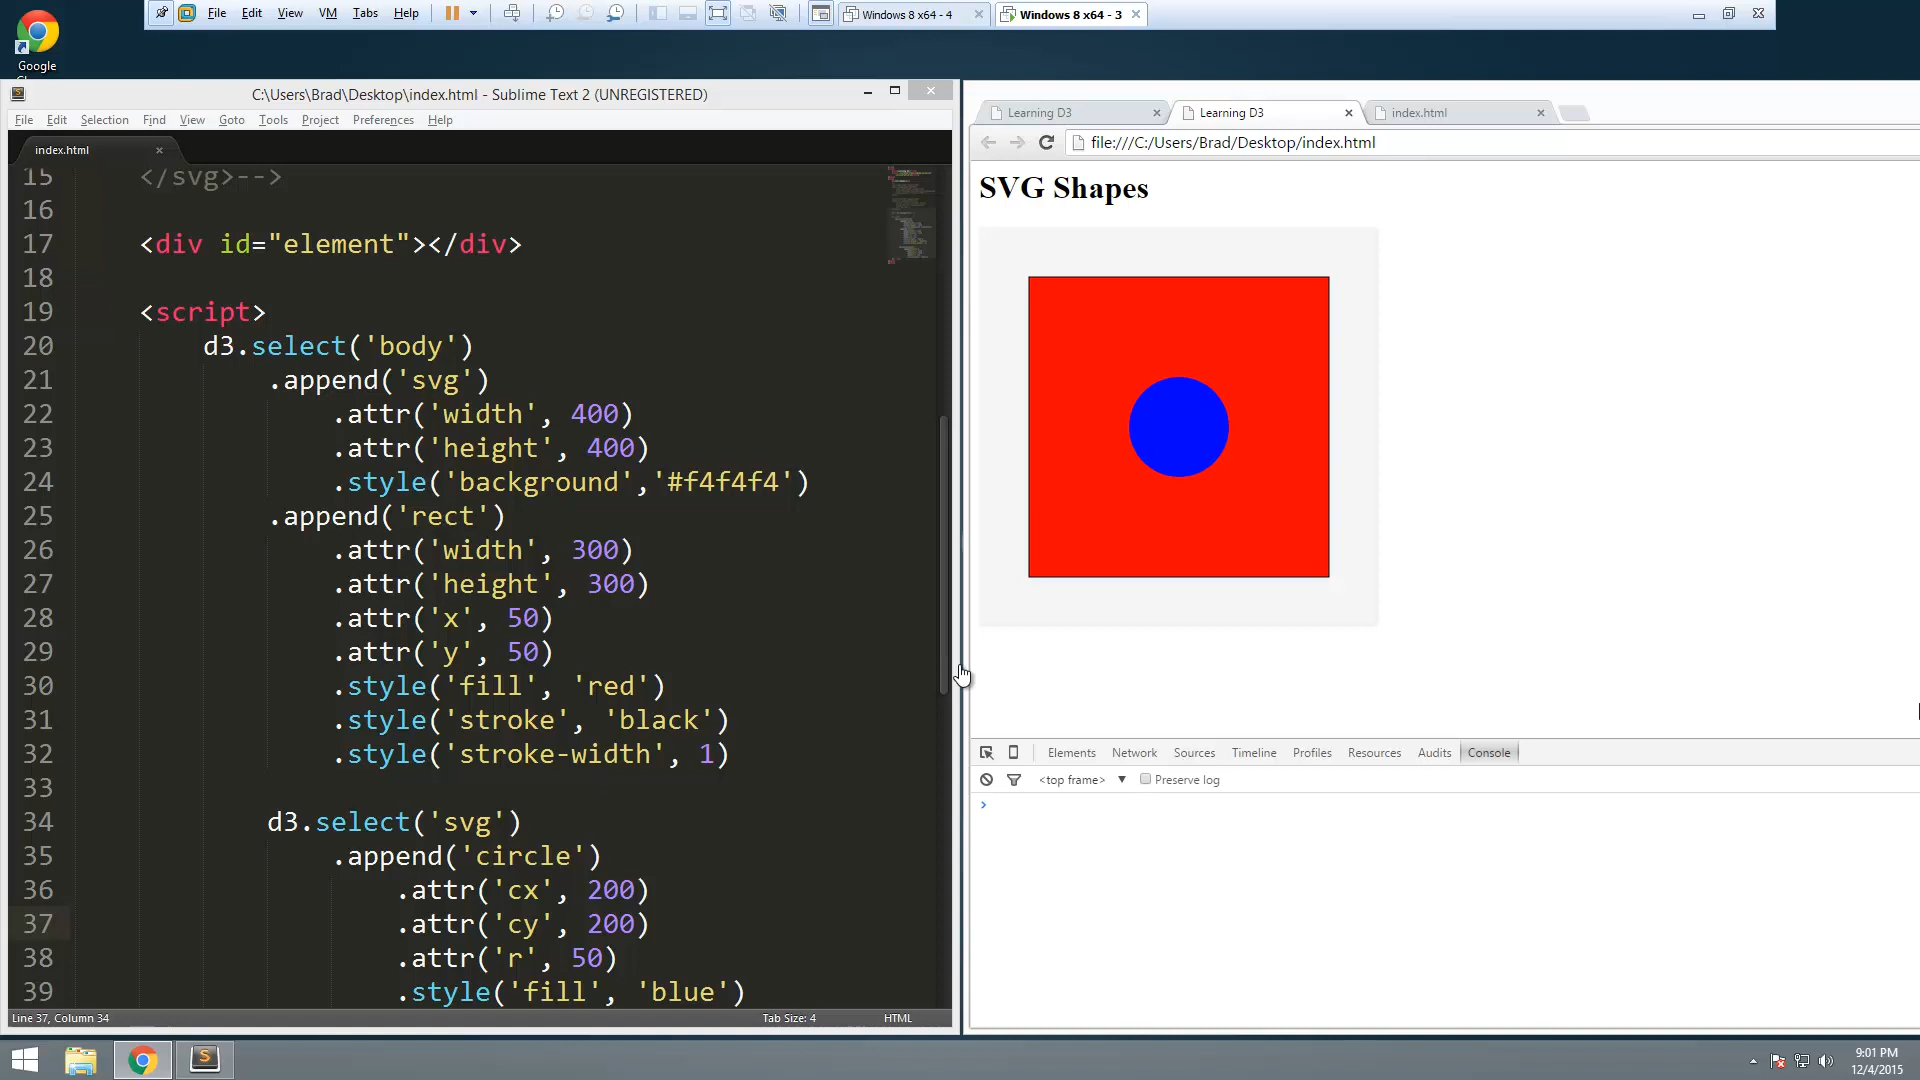 File Edit View VM Tabs Help
Windows 8 x64 - 4
Windows 8 x64 - 3
Google
C:\Users\Brad\Desktop\index.html - Sublime Text 2 (UNREGISTERED)
File Edit Selection Find View Goto Tools Project Preferences Help
index.html
15 </svg>-->
16
17 <div id="element"></div>
18
19 <script>
20 d3.select('body')
21 .append('svg')
22 .attr('width', 400)
23 .attr('height', 400)
24 .style('background','#f4f4f4')
25 .append('rect')
26 .attr('width', 300)
27 .attr('height', 300)
28 .attr('x', 50)
29 .attr('y', 50)
30 .style('fill', 'red')
31 .style('stroke', 'black')
32 .style('stroke-width', 1)
33
34 d3.select('svg')
35 .append('circle')
36 .attr('cx', 200)
37 .attr('cy', 200)
38 .attr('r', 50)
39 .style('fill', 'blue')
Line 37, Column 34
Tab Size: 4
HTML
Learning D3
Learning D3
index.html
file:///C:/Users/Brad/Desktop/index.html
SVG Shapes
Elements Network Sources Timeline Profiles Resources Audits Console
<top frame> ▼ Preserve log
>
9:01 PM
12/4/2015